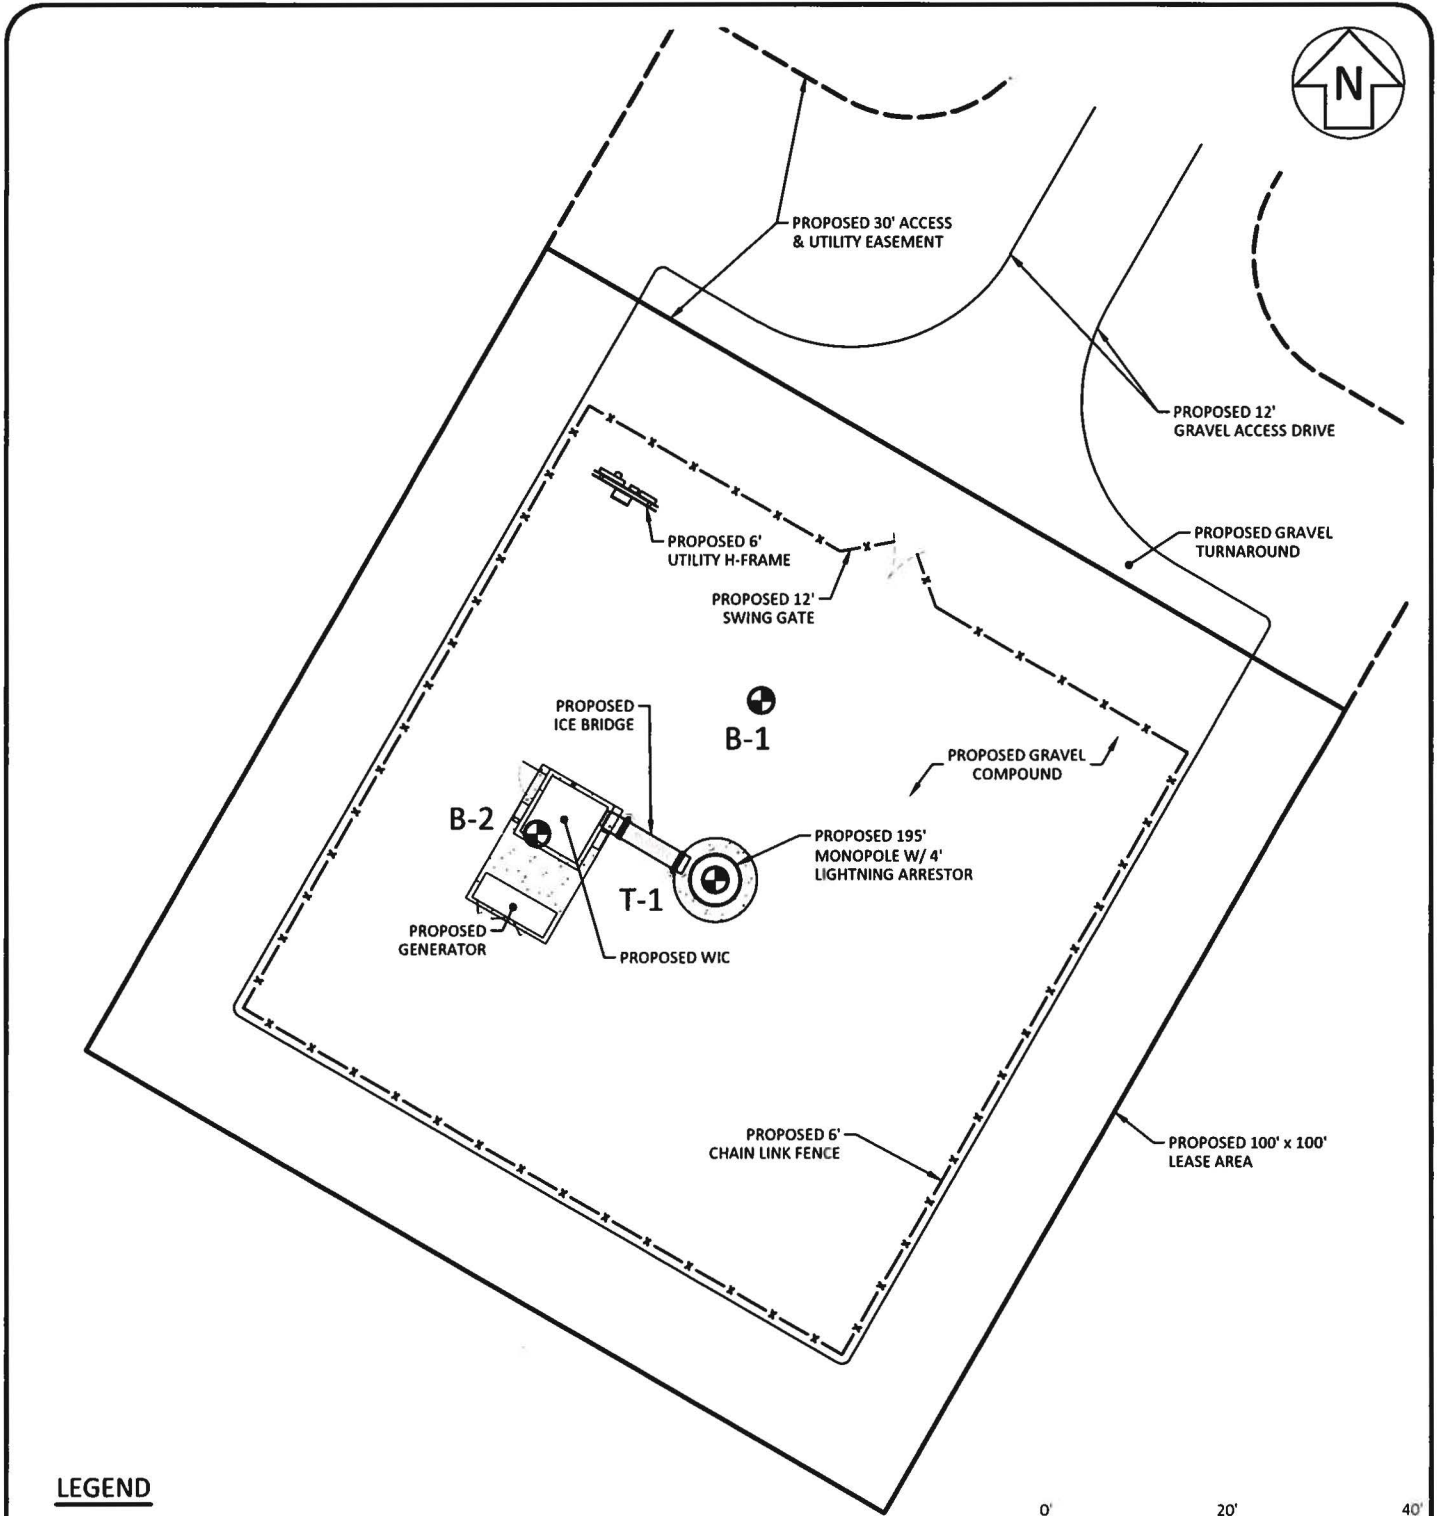 N
PROPOSED 30' ACCESS
& UTILITY EASEMENT
PROPOSED 12'
GRAVEL ACCESS DRIVE
PROPOSED GRAVEL
TURNAROUND
PROPOSED 6'
UTILITY H-FRAME
PROPOSED 12'
SWING GATE
PROPOSED
ICE BRIDGE
B-1
PROPOSED GRAVEL
COMPOUND
B-2
PROPOSED 195'
MONOPOLE W/ 4'
LIGHTNING ARRESTOR
T-1
PROPOSED
GENERATOR
PROPOSED WIC
PROPOSED 6'
CHAIN LINK FENCE
PROPOSED 100' x 100'
LEASE AREA
LEGEND
0' 20' 40'